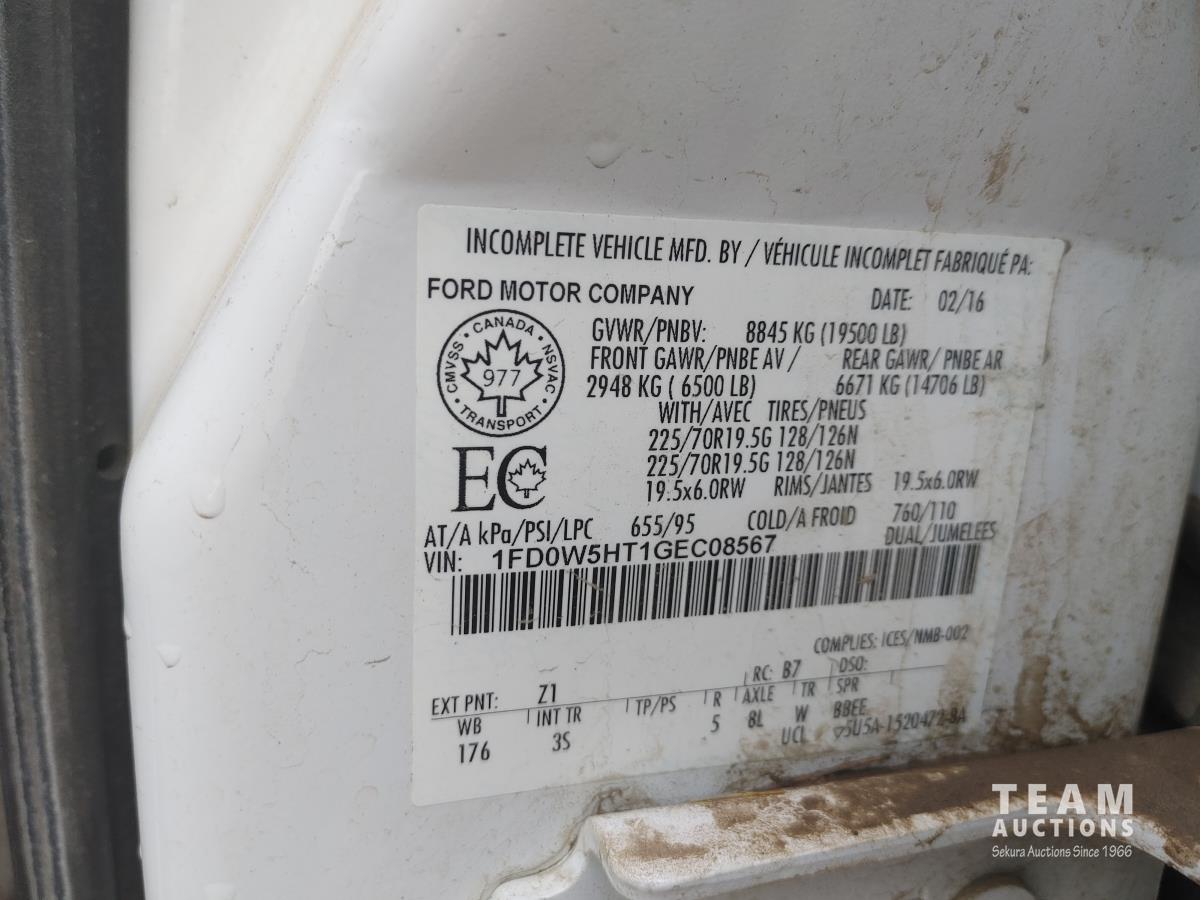 INCOMPLETE VEHICLE MFD. BY / VÉHICULE INCOMPLET FABRIQUÉ PA:
FORD MOTOR COMPANY DATE: 02/16
GVWR/PNBV: 8845 KG (19500 LB)
FRONT GAWR/PNBE AV / REAR GAWR/ PNBE AR
2948 KG ( 6500 LB) 6671 KG (14706 LB)
WITH/AVEC TIRES/PNEUS
225/70R19.5G 128/126N
225/70R19.5G 128/126N
19.5x6.0RW RIMS/JANTES 19.5x6.0RW
AT/A kPa/PSI/LPC 655/95 COLD/A FROID 760/110
DUAL/JUMELEES
CANADA
CMVSS NSVAC
977
TRANSPORT
EC
VIN: 1FD0W5HT1GEC08567
COMPLIES: ICES/NMB-002
EXT PNT: Z1 RC: B7 DSO:
WB INT TR TP/PS R AXLE TR SPR
176 3S 5 8L W BBEE
UCL 5U5A-1520472-BA
TEAM
AUCTIONS
Sekura Auctions Since 1966